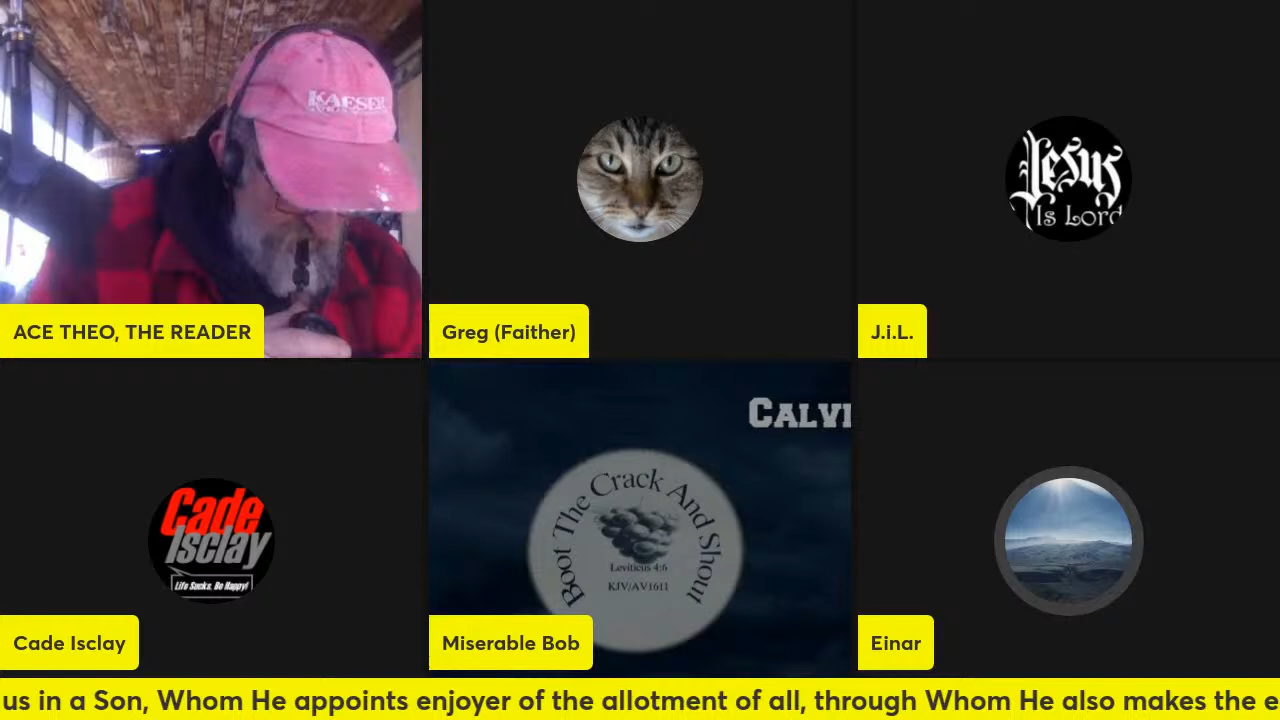 KAESER
ACE THEO, THE READER
Greg (Faither)
Jesus
Is Lord
J.i.L.
Cade
Isclay
Life Sucks. Be Happy!
Cade Isclay
CALVI
Boot The Crack And Shout
Leviticus 4:6
KJV/AV1611
Miserable Bob
Einar
us in a Son, Whom He appoints enjoyer of the allotment of all, through Whom He also makes the e